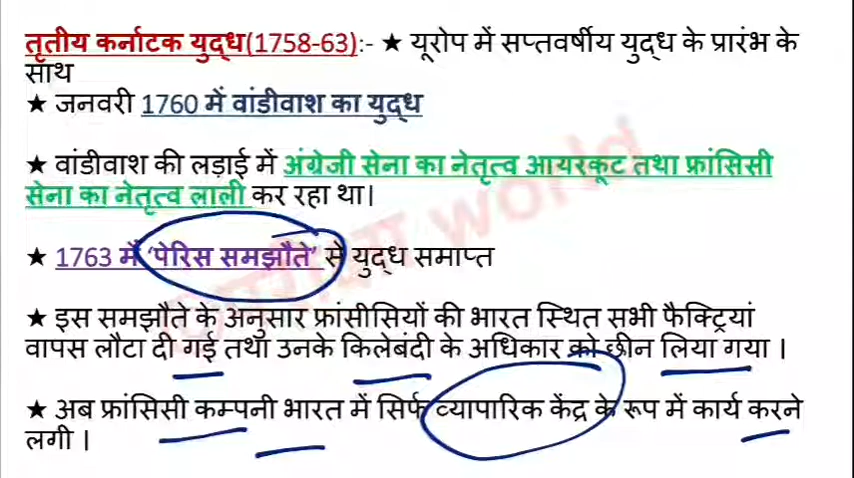 तृतीय कर्नाटक युद्ध(1758-63):- ★ यूरोप में सप्तवर्षीय युद्ध के प्रारंभ के
साथ
★ जनवरी 1760 में वांडीवाश का युद्ध
★ वांडीवाश की लड़ाई में अंग्रेजी सेना का नेतृत्व आयरकूट तथा फ्रांसिसी
सेना का नेतृत्व लाली कर रहा था।
★ 1763 में 'पेरिस समझौते' से युद्ध समाप्त
★ इस समझौते के अनुसार फ्रांसीसियों की भारत स्थित सभी फैक्ट्रियां
वापस लौटा दी गई तथा उनके किलेबंदी के अधिकार को छीन लिया गया ।
★ अब फ्रांसिसी कम्पनी भारत में सिर्फ व्यापारिक केंद्र के रूप में कार्य करने
लगी ।
world